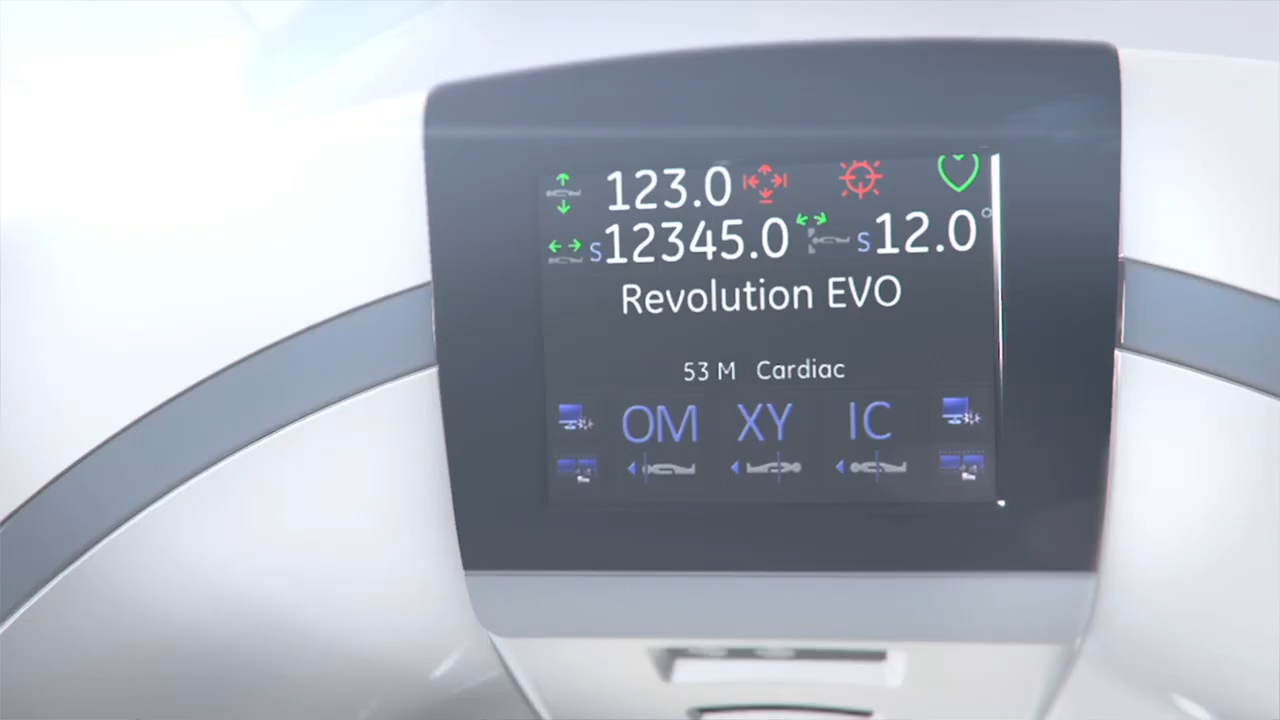 123.0
S12345.0 S12.0°
Revolution EVO
53 M Cardiac
OM XY IC